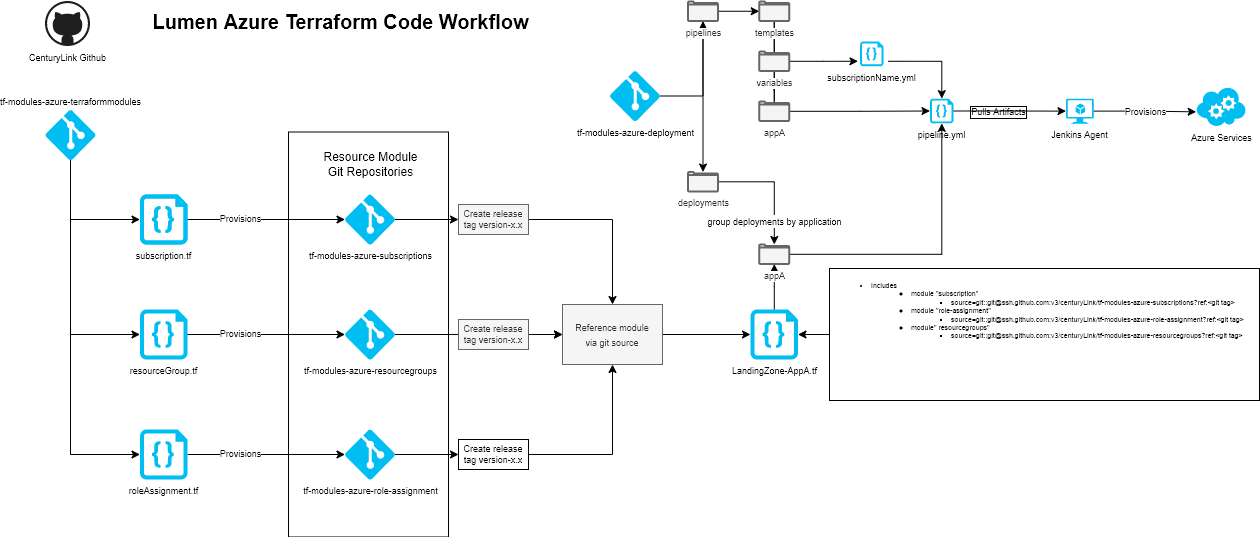 Lumen Azure Terraform Code Workflow
CenturyLink Github
tf-modules-azure-terraformmodules
subscription.tf
Provisions
resourceGroup.tf
Provisions
roleAssignment.tf
Provisions
Resource Module
Git Repositories
tf-modules-azure-subscriptions
tf-modules-azure-resourcegroups
tf-modules-azure-role-assignment
Create release
tag version-x.x
Create release
tag version-x.x
Create release
tag version-x.x
Reference module
via git source
tf-modules-azure-deployment
pipelines
templates
variables
appA
subscriptionName.yml
pipeline.yml
Pulls Artifacts
Jenkins Agent
Provisions
Azure Services
deployments
group deployments by application
appA
LandingZone-AppA.tf
includes
module "subscription"
source=git::git@ssh.github.com:v3/centuryLink/tf-modules-azure-subscriptions?ref:<git tag>
module "role-assignment"
source=git::git@ssh.github.com:v3/centuryLink/tf-modules-azure-role-assignment?ref:<git tag>
module" resourcegroups"
source=git::git@ssh.github.com:v3/centuryLink/tf-modules-azure-resourcegroups?ref:<git tag>